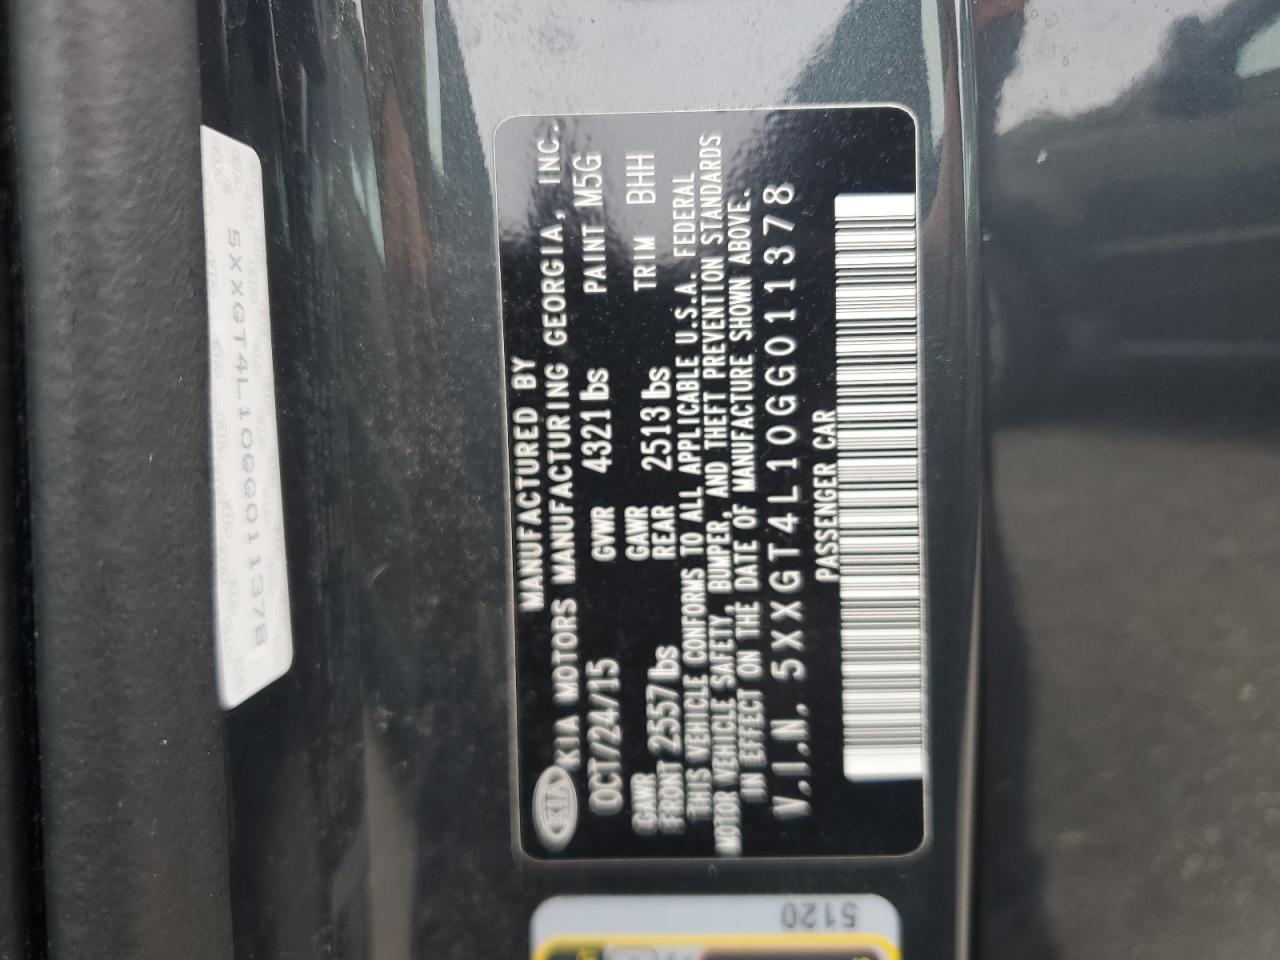 5XXGT4L10GG011378
MANUFACTURED BY
KIA KIA MOTORS MANUFACTURING GEORGIA, INC.
OCT/24/15 GVWR 4321 lbs PAINT M5G
GAWR FRONT 2557 lbs GAWR REAR 2513 lbs TRIM BHH
THIS VEHICLE CONFORMS TO ALL APPLICABLE U.S.A. FEDERAL
MOTOR VEHICLE SAFETY, BUMPER, AND THEFT PREVENTION STANDARDS
IN EFFECT ON THE DATE OF MANUFACTURE SHOWN ABOVE.
V.I.N. 5XXGT4L10GG011378
PASSENGER CAR
5120